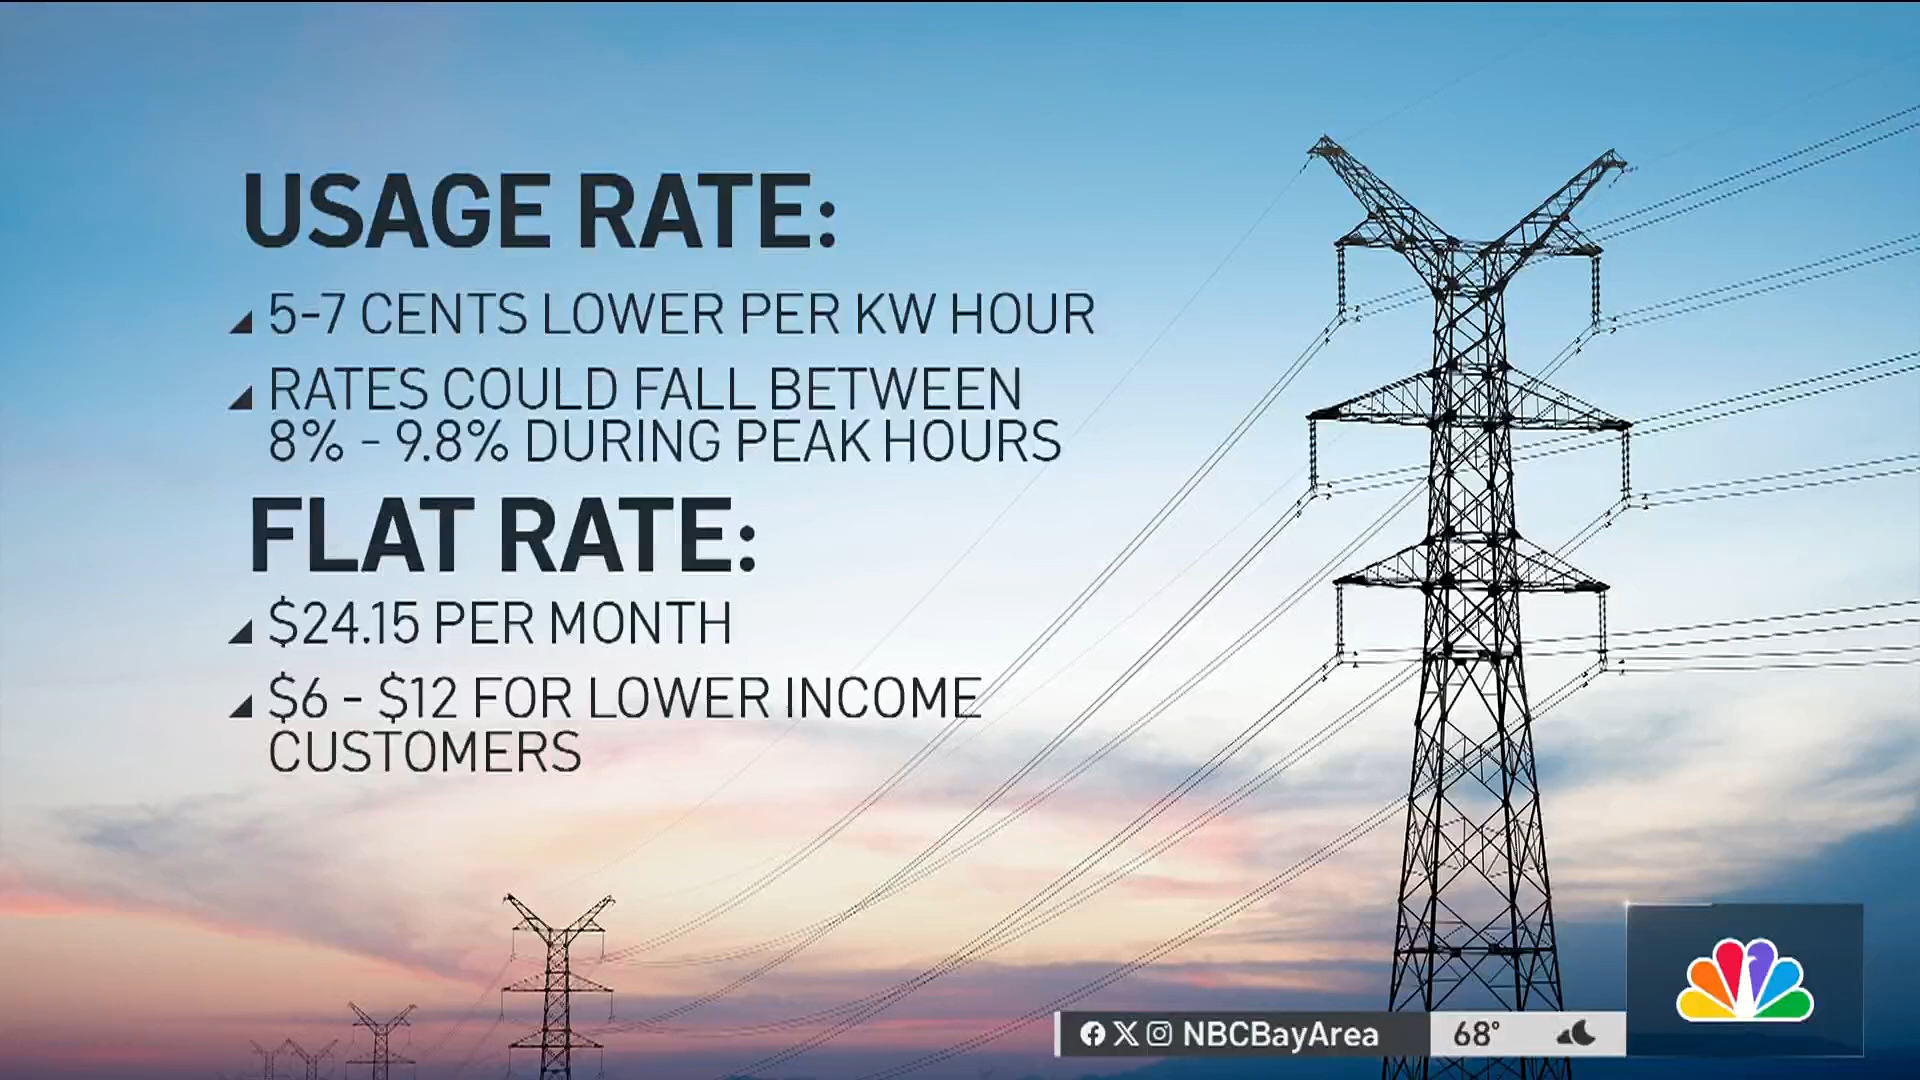 USAGE RATE:
5-7 CENTS LOWER PER KW HOUR
RATES COULD FALL BETWEEN
8% - 9.8% DURING PEAK HOURS
FLAT RATE:
$24.15 PER MONTH
$6 - $12 FOR LOWER INCOME
CUSTOMERS
NBCBayArea
68°